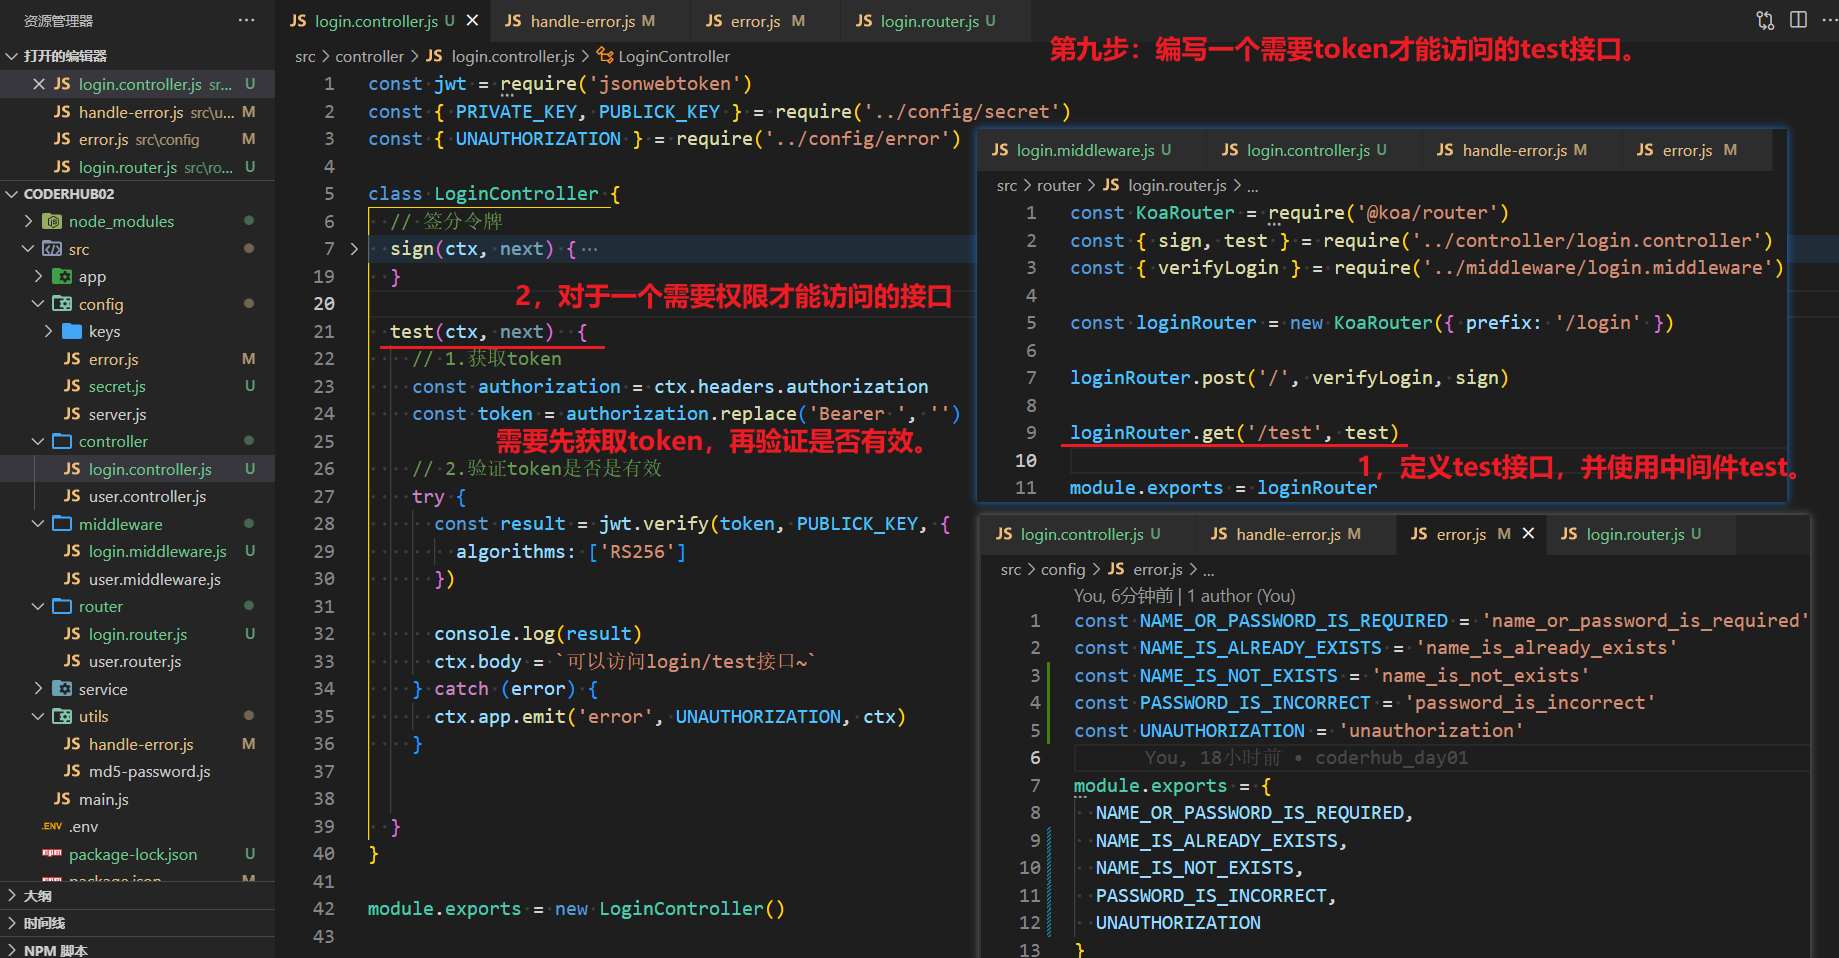 资源管理器 ···
打开的编辑器
JS login.controller.js sr... U
JS handle-error.js src\u... M
JS error.js src\config M
JS login.router.js src\ro... U
CODERHUB02
node_modules
src
app
config
keys
JS error.js M
JS secret.js U
JS server.js
controller
JS login.controller.js U
JS user.controller.js
middleware
JS login.middleware.js U
JS user.middleware.js
router
JS login.router.js U
JS user.router.js
service
utils
JS handle-error.js M
JS md5-password.js
JS main.js
.ENV .env
package-lock.json U
package.json M
大纲
时间线
NPM 脚本
JS login.controller.js U JS handle-error.js M JS error.js M JS login.router.js U
src > controller > JS login.controller.js > LoginController
第九步：编写一个需要token才能访问的test接口。
1 const jwt = require('jsonwebtoken')
2 const { PRIVATE_KEY, PUBLICK_KEY } = require('../config/secret')
3 const { UNAUTHORIZATION } = require('../config/error')
4
5 class LoginController {
6 // 签分令牌
7 sign(ctx, next) { ···
19 }
20
2，对于一个需要权限才能访问的接口
21 test(ctx, next) {
22 // 1.获取token
23 const authorization = ctx.headers.authorization
24 const token = authorization.replace('Bearer ', '')
25
需要先获取token，再验证是否有效。
26 // 2.验证token是否是有效
27 try {
28 const result = jwt.verify(token, PUBLICK_KEY, {
29 algorithms: ['RS256']
30 })
31
32 console.log(result)
33 ctx.body = `可以访问login/test接口~`
34 } catch (error) {
35 ctx.app.emit('error', UNAUTHORIZATION, ctx)
36 }
37
38
39 }
40 }
41
42 module.exports = new LoginController()
43
JS login.middleware.js U JS login.controller.js U JS handle-error.js M JS error.js M
src > router > JS login.router.js > ...
1 const KoaRouter = require('@koa/router')
2 const { sign, test } = require('../controller/login.controller')
3 const { verifyLogin } = require('../middleware/login.middleware')
4
5 const loginRouter = new KoaRouter({ prefix: '/login' })
6
7 loginRouter.post('/', verifyLogin, sign)
8
9 loginRouter.get('/test', test)
10
1，定义test接口，并使用中间件test。
11 module.exports = loginRouter
JS login.controller.js U JS handle-error.js M JS error.js M JS login.router.js U
src > config > JS error.js > ...
You, 6分钟前 | 1 author (You)
1 const NAME_OR_PASSWORD_IS_REQUIRED = 'name_or_password_is_required'
2 const NAME_IS_ALREADY_EXISTS = 'name_is_already_exists'
3 const NAME_IS_NOT_EXISTS = 'name_is_not_exists'
4 const PASSWORD_IS_INCORRECT = 'password_is_incorrect'
5 const UNAUTHORIZATION = 'unauthorization'
6 You, 18小时前 • coderhub_day01
7 module.exports = {
8 NAME_OR_PASSWORD_IS_REQUIRED,
9 NAME_IS_ALREADY_EXISTS,
10 NAME_IS_NOT_EXISTS,
11 PASSWORD_IS_INCORRECT,
12 UNAUTHORIZATION
13 }